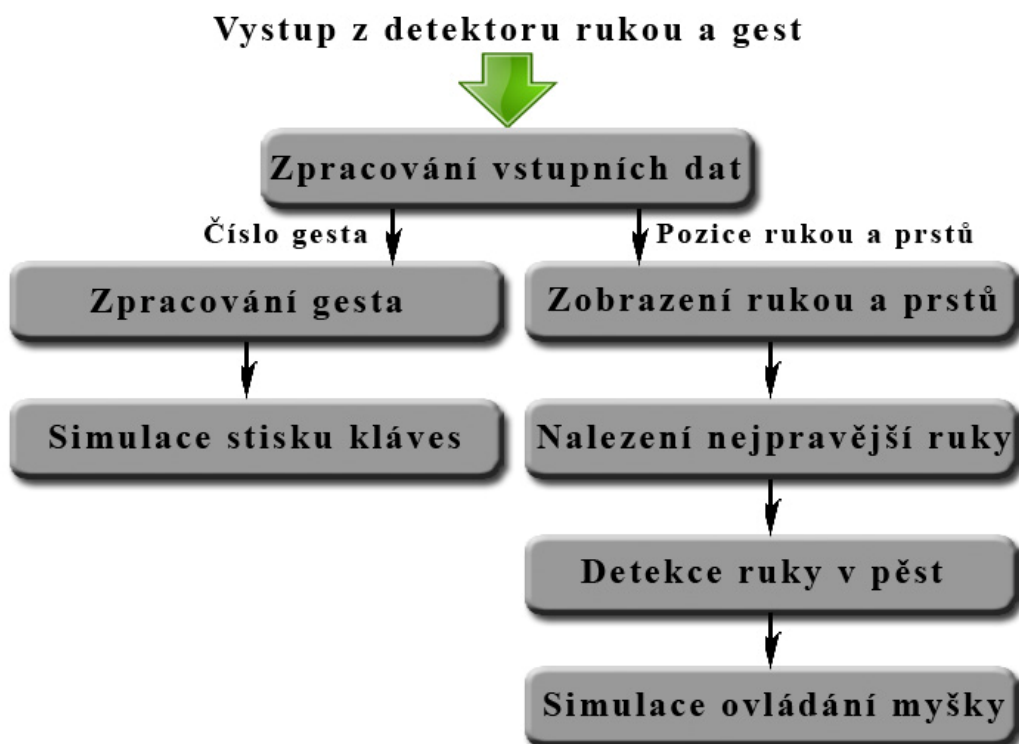 Vystup z detektoru rukou a gest
Zpracování vstupních dat
Číslo gesta
Pozice rukou a prstů
Zpracování gesta
Zobrazení rukou a prstů
Simulace stisku kláves
Nalezení nejpravější ruky
Detekce ruky v pěst
Simulace ovládání myšky